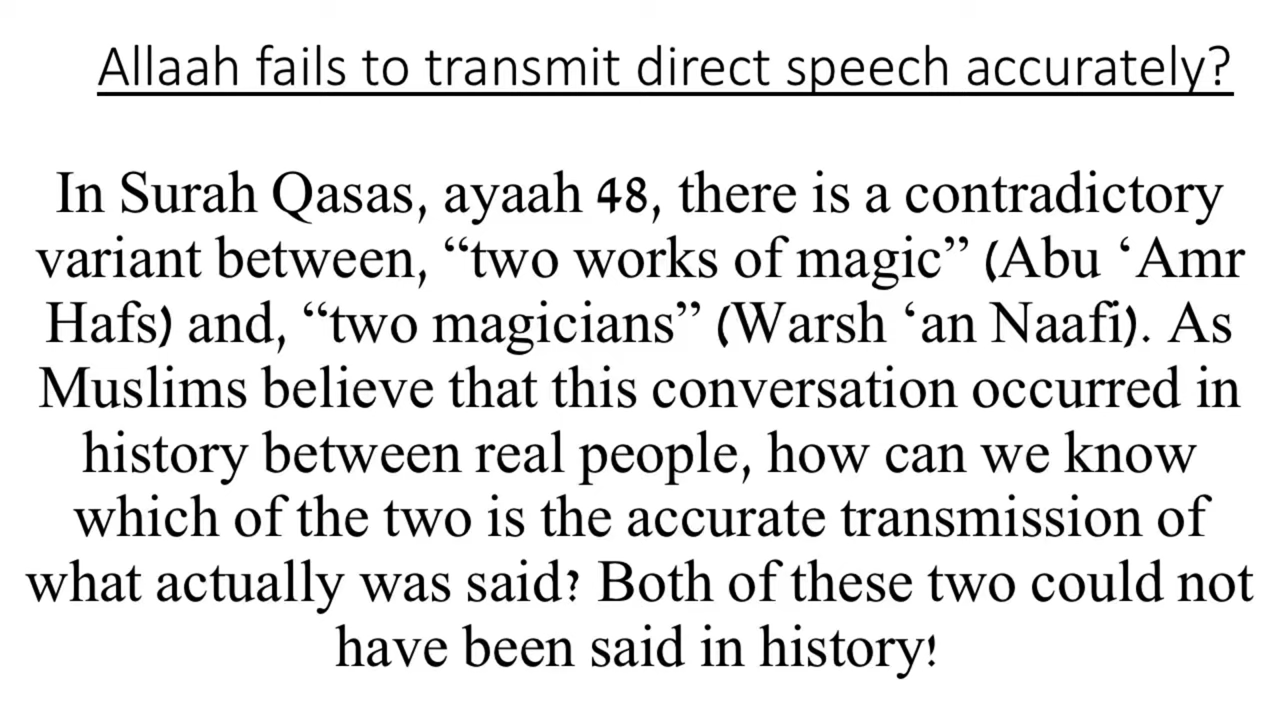 Allaah fails to transmit direct speech accurately?
In Surah Qasas, ayaah 48, there is a contradictory
variant between, “two works of magic” (Abu ‘Amr
Hafs) and, “two magicians” (Warsh ‘an Naafi). As
Muslims believe that this conversation occurred in
history between real people, how can we know
which of the two is the accurate transmission of
what actually was said? Both of these two could not
have been said in history!